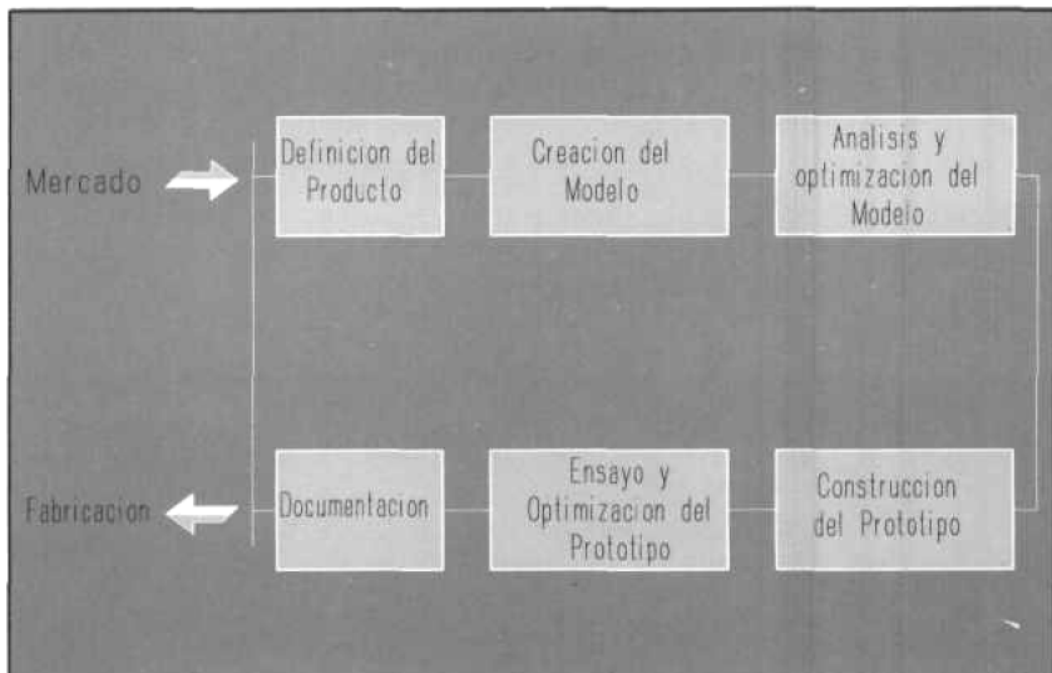 Mercado
Definicion del
Producto
Creacion del
Modelo
Analisis y
optimizacion del
Modelo
Fabricacion
Documentacion
Ensayo y
Optimizacion del
Prototipo
Construccion
del Prototipo